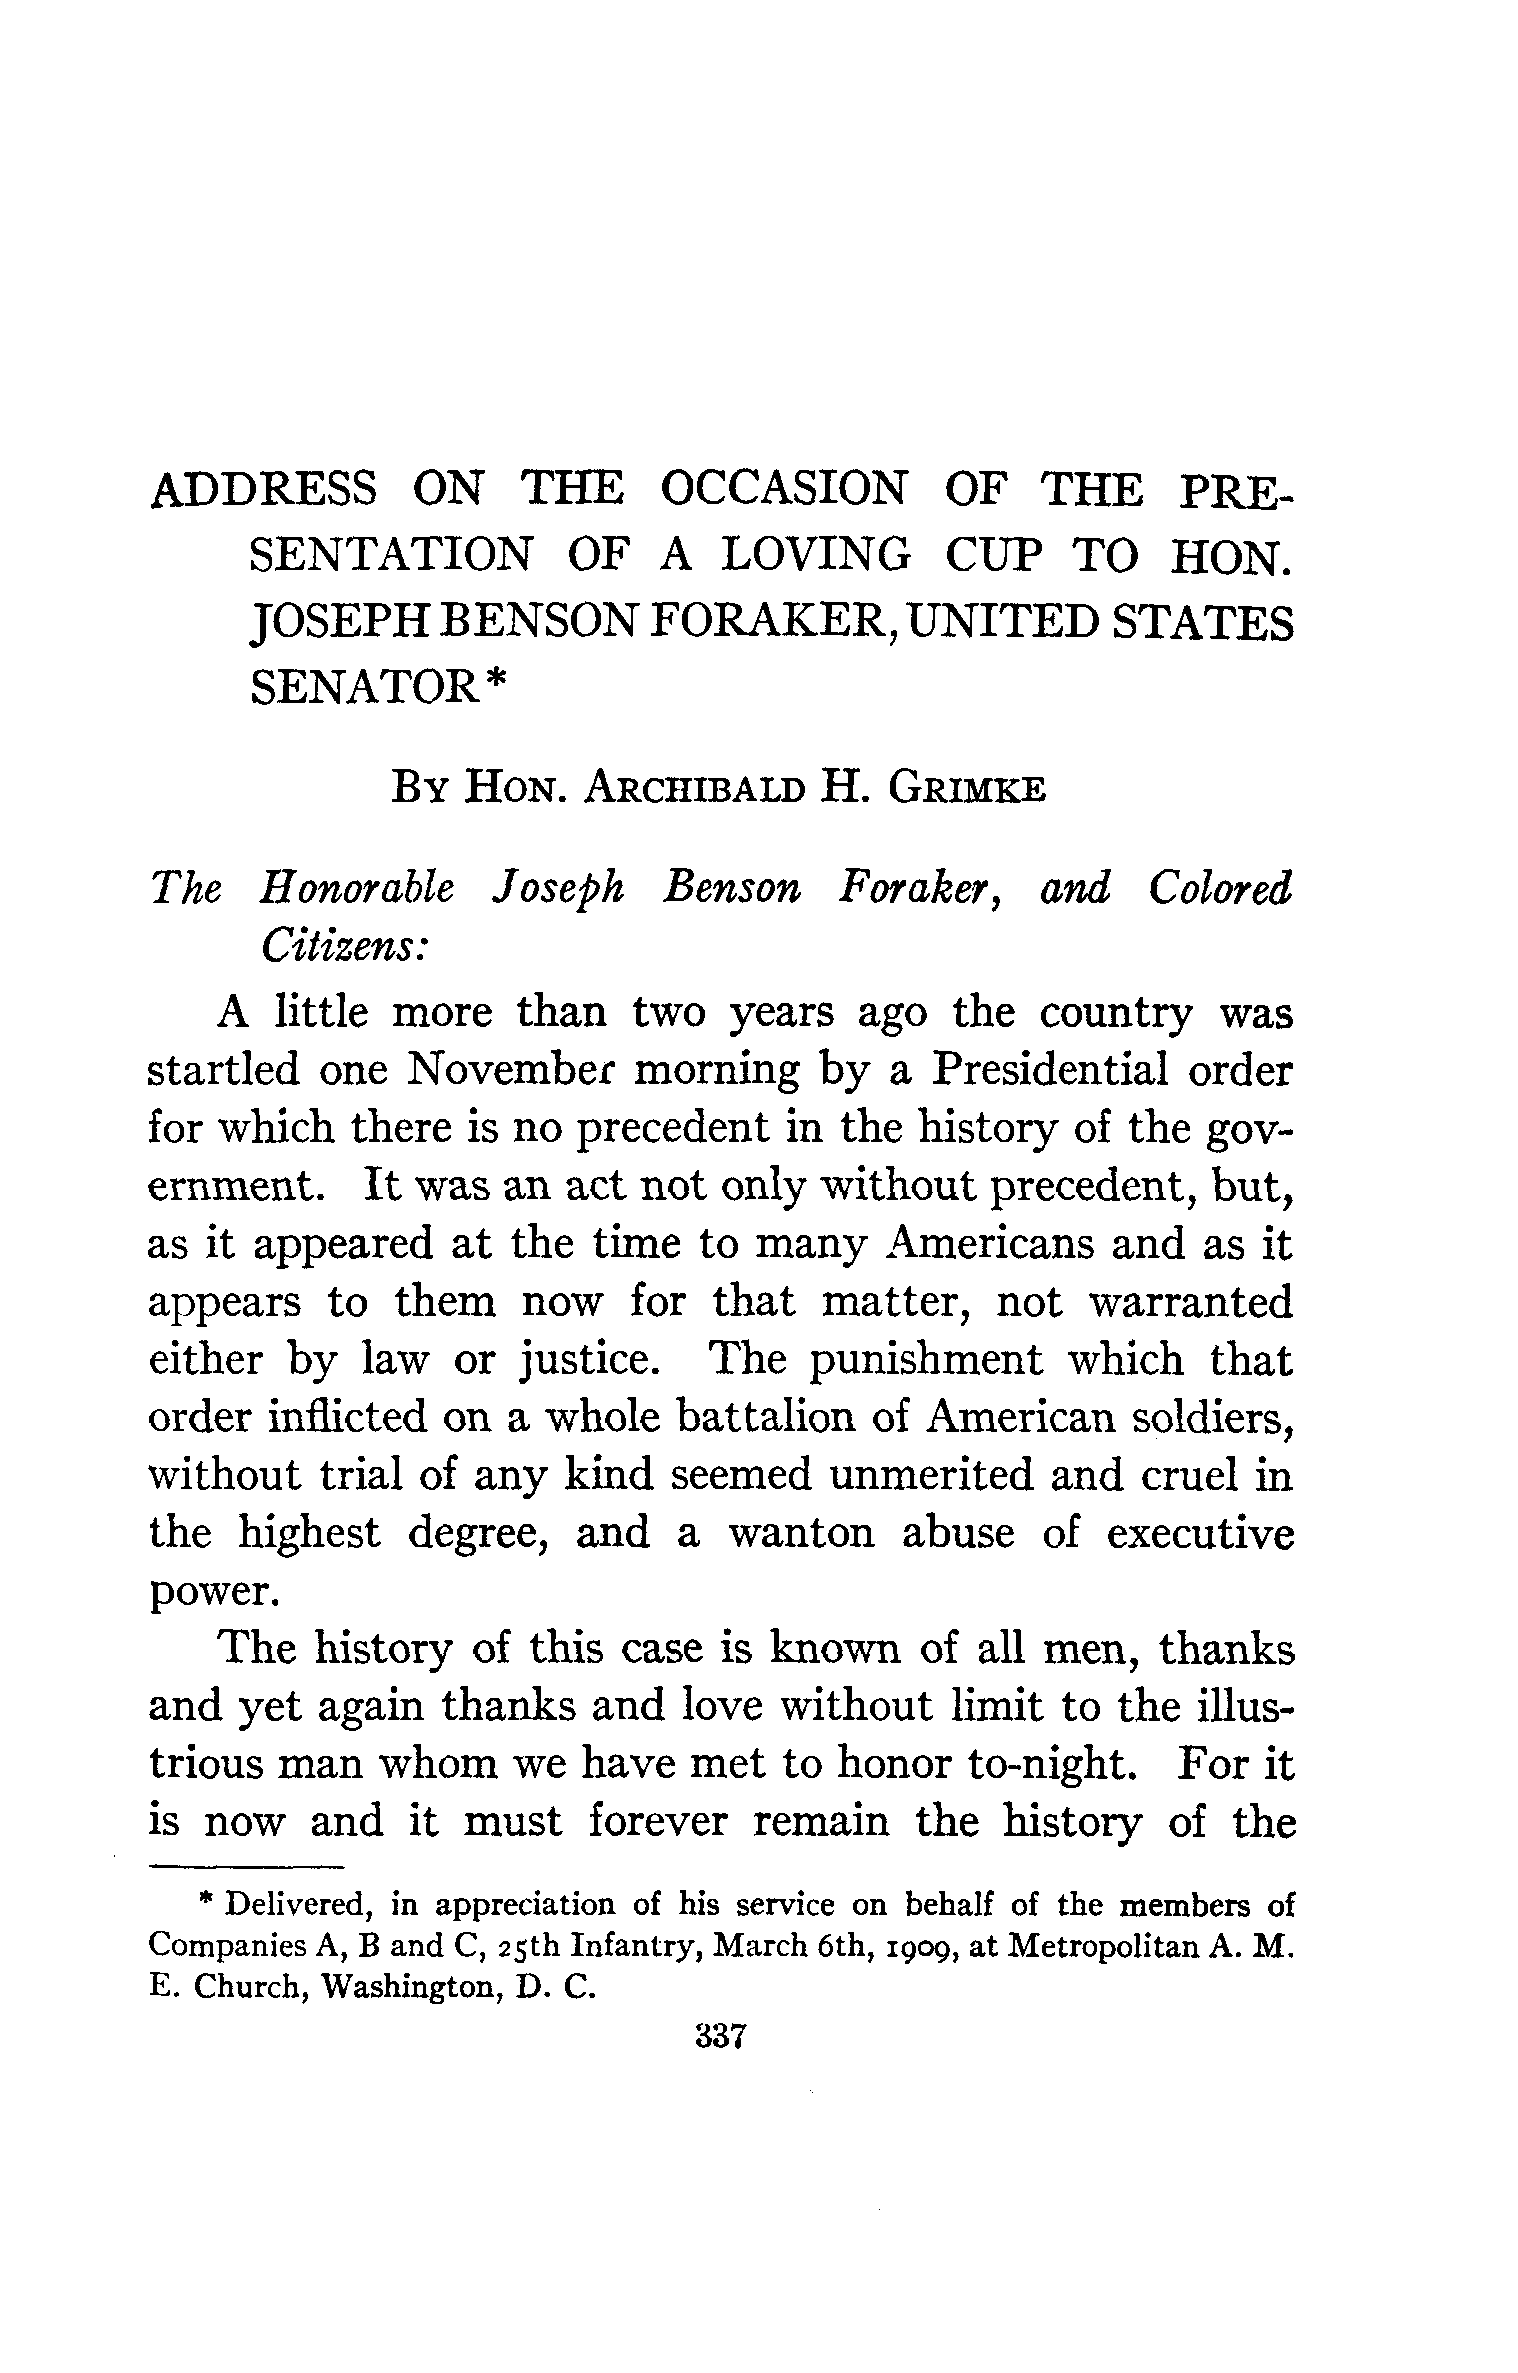 ADDRESS ON THE OCCASION OF THE PRE-
SENTATION OF A LOVING CUP TO HON.
JOSEPH BENSON FORAKER, UNITED STATES
SENATOR*
BY HON. ARCHIBALD H. GRIMKE
The Honorable Joseph Benson Foraker, and Colored
Citizens:
A little more than two years ago the country was
startled one November morning by a Presidential order
for which there is no precedent in the history of the gov-
ernment. It was an act not only without precedent, but,
as it appeared at the time to many Americans and as it
appears to them now for that matter, not warranted
either by law or justice. The punishment which that
order inflicted on a whole battalion of American soldiers,
without trial of any kind seemed unmerited and cruel in
the highest degree, and a wanton abuse of executive
power.
The history of this case is known of all men, thanks
and yet again thanks and love without limit to the illus-
trious man whom we have met to honor to-night. For it
is now and it must forever remain the history of the
* Delivered, in appreciation of his service on behalf of the members of
Companies A, B and C, 25th Infantry, March 6th, 1909, at Metropolitan A. M.
E. Church, Washington, D. C.
337